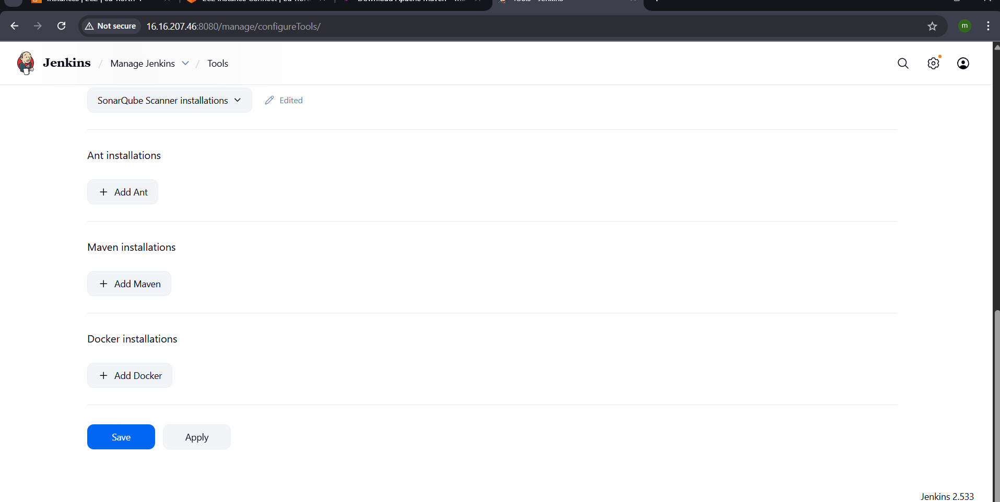 Not secure 16.16.207.46:8080/manage/configureTools/ m
Jenkins / Manage Jenkins / Tools
SonarQube Scanner installations Edited
Ant installations
+ Add Ant
Maven installations
+ Add Maven
Docker installations
+ Add Docker
Save Apply
Jenkins 2.533